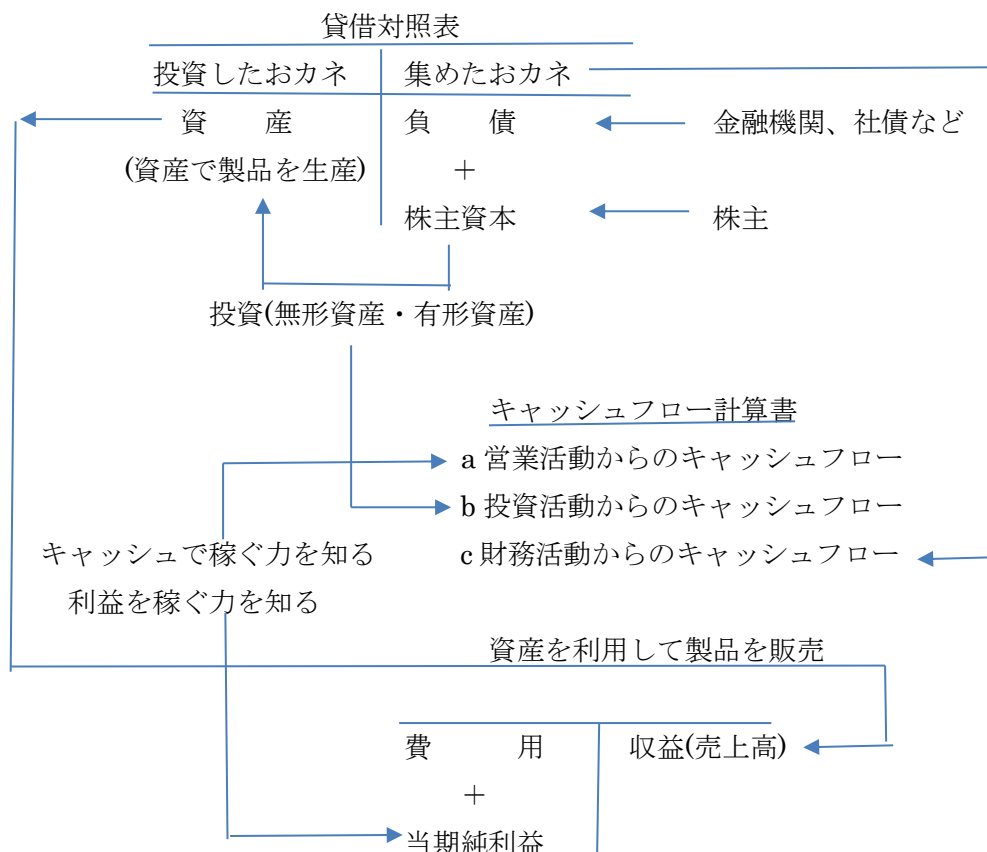 貸借対照表
投資したおカネ 集めたおカネ
資 産 負 債 金融機関、社債など
(資産で製品を生産) +
株主資本 株主
投資(無形資産・有形資産)
キャッシュフロー計算書
a 営業活動からのキャッシュフロー
b 投資活動からのキャッシュフロー
キャッシュで稼ぐ力を知る c 財務活動からのキャッシュフロー
利益を稼ぐ力を知る
資産を利用して製品を販売
費 用 収益(売上高)
+
当期純利益